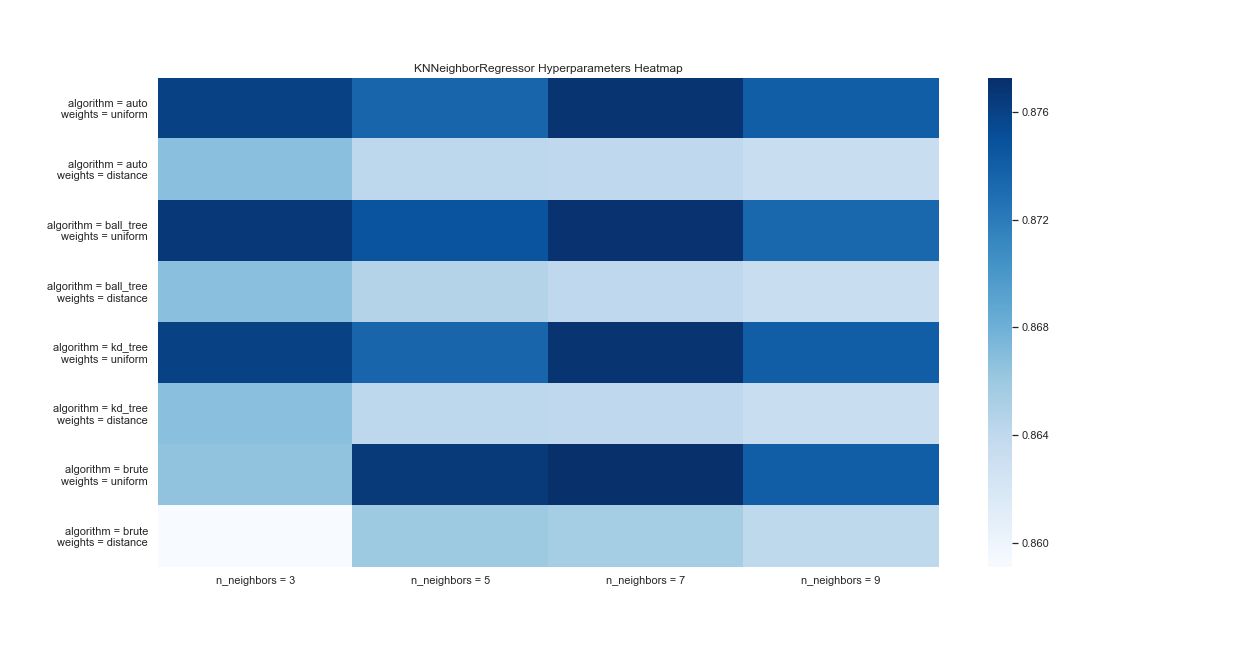 KNNeighborRegressor Hyperparameters Heatmap
algorithm = auto
weights = uniform
algorithm = auto
weights = distance
algorithm = ball_tree
weights = uniform
algorithm = ball_tree
weights = distance
algorithm = kd_tree
weights = uniform
algorithm = kd_tree
weights = distance
algorithm = brute
weights = uniform
algorithm = brute
weights = distance
n_neighbors = 3
n_neighbors = 5
n_neighbors = 7
n_neighbors = 9
0.876
0.872
0.868
0.864
0.860